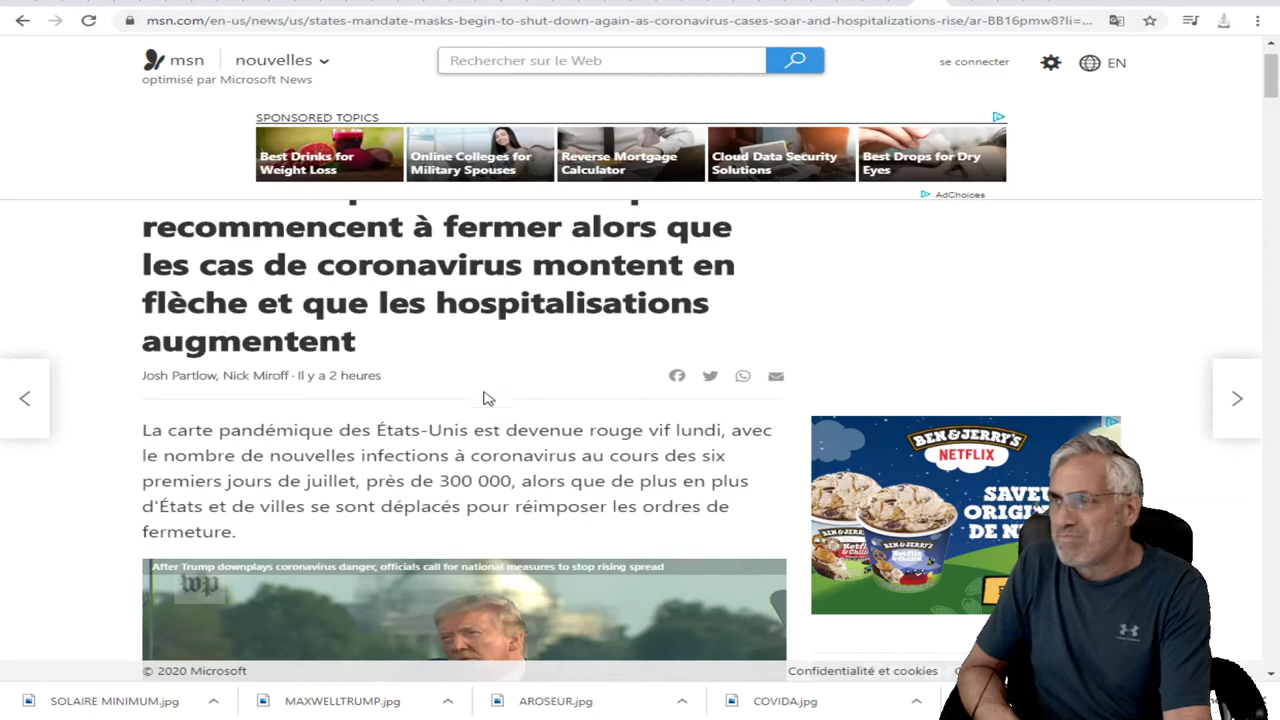 msn.com/en-us/news/us/states-mandate-masks-begin-to-shut-down-again-as-coronavirus-cases-soar-and-hospitalizations-rise/ar-BB16pmw8?li=...
msn
nouvelles
Rechercher sur le Web
se connecter
EN
optimisé par Microsoft News
SPONSORED TOPICS
Best Drinks for
Weight Loss
Online Colleges for
Military Spouses
Reverse Mortgage
Calculator
Cloud Data Security
Solutions
Best Drops for Dry
Eyes
AdChoices
recommencent à fermer alors que
les cas de coronavirus montent en
flèche et que les hospitalisations
augmentent
Josh Partlow, Nick Miroff · Il y a 2 heures
La carte pandémique des États-Unis est devenue rouge vif lundi, avec
le nombre de nouvelles infections à coronavirus au cours des six
premiers jours de juillet, près de 300 000, alors que de plus en plus
d'États et de villes se sont déplacés pour réimposer les ordres de
fermeture.
BEN & JERRY'S
NETFLIX
SAVEU
ORIGI
DE N
After Trump downplays coronavirus danger, officials call for national measures to stop rising spread
wp
© 2020 Microsoft
Confidentialité et cookies
SOLAIRE MINIMUM.jpg
MAXWELLTRUMP.jpg
AROSEUR.jpg
COVIDA.jpg